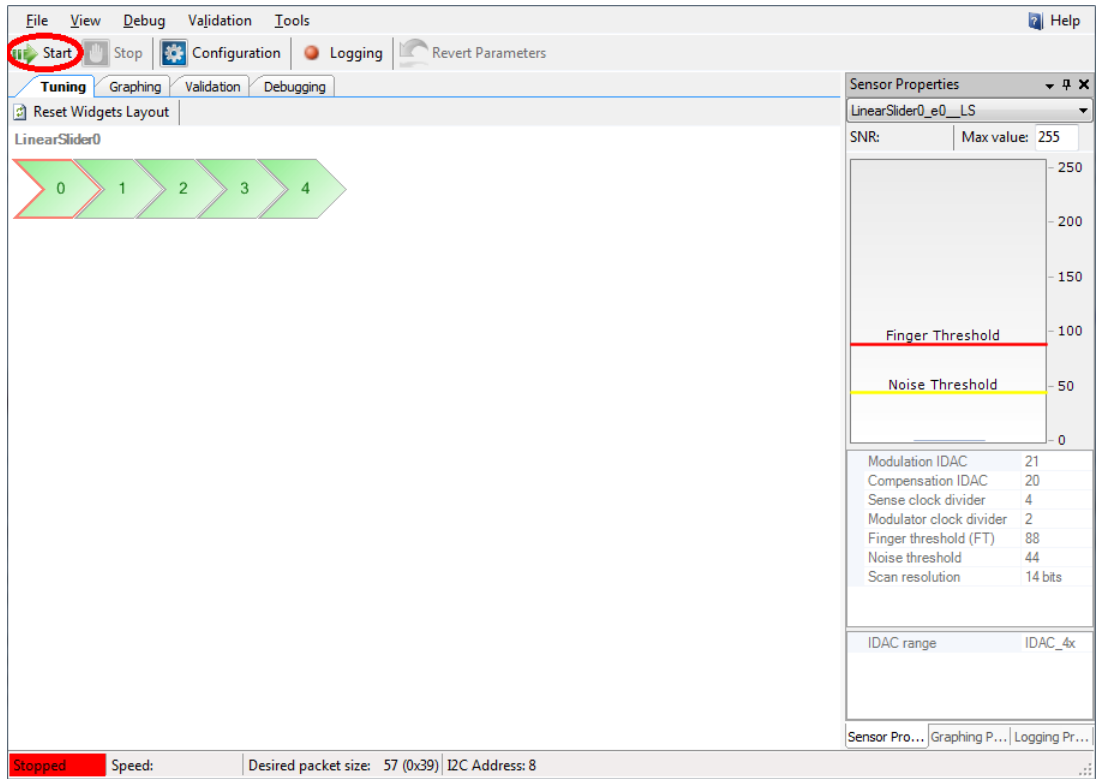 File View Debug Validation Tools Help
Start Stop Configuration Logging Revert Parameters
Tuning Graphing Validation Debugging
Reset Widgets Layout
LinearSlider0
0 1 2 3 4
Sensor Properties
LinearSlider0_e0__LS
SNR: Max value: 255
250
200
150
100
Finger Threshold
50
Noise Threshold
0
Modulation IDAC 21
Compensation IDAC 20
Sense clock divider 4
Modulator clock divider 2
Finger threshold (FT) 88
Noise threshold 44
Scan resolution 14 bits
IDAC range IDAC_4x
Sensor Pro... Graphing P... Logging Pr...
Stopped Speed: Desired packet size: 57 (0x39) I2C Address: 8